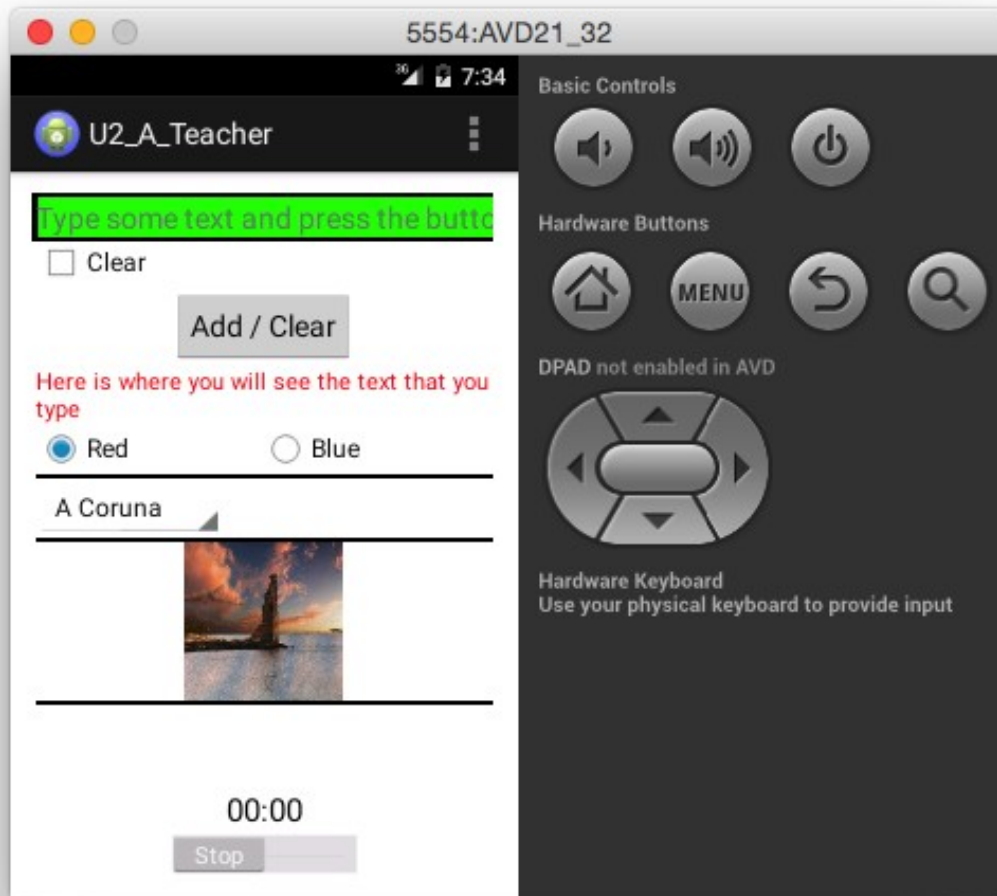 5554:AVD21_32
36 7:34
U2_A_Teacher
Type some text and press the butto
Clear
Add / Clear
Here is where you will see the text that you
type
Red
Blue
A Coruna
00:00
Stop
Basic Controls
Hardware Buttons
MENU
DPAD not enabled in AVD
Hardware Keyboard
Use your physical keyboard to provide input